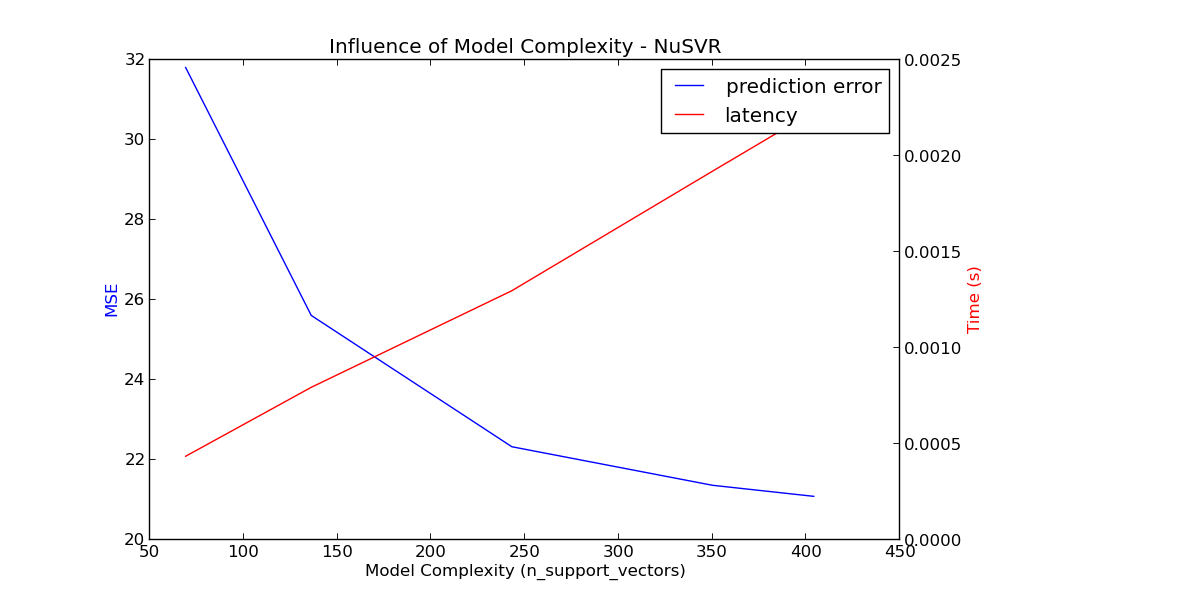 Influence of Model Complexity - NuSVR
prediction error
latency
32
30
28
26
24
22
20
MSE
0.0025
0.0020
0.0015
0.0010
0.0005
0.0000
Time (s)
50 100 150 200 250 300 350 400 450
Model Complexity (n_support_vectors)